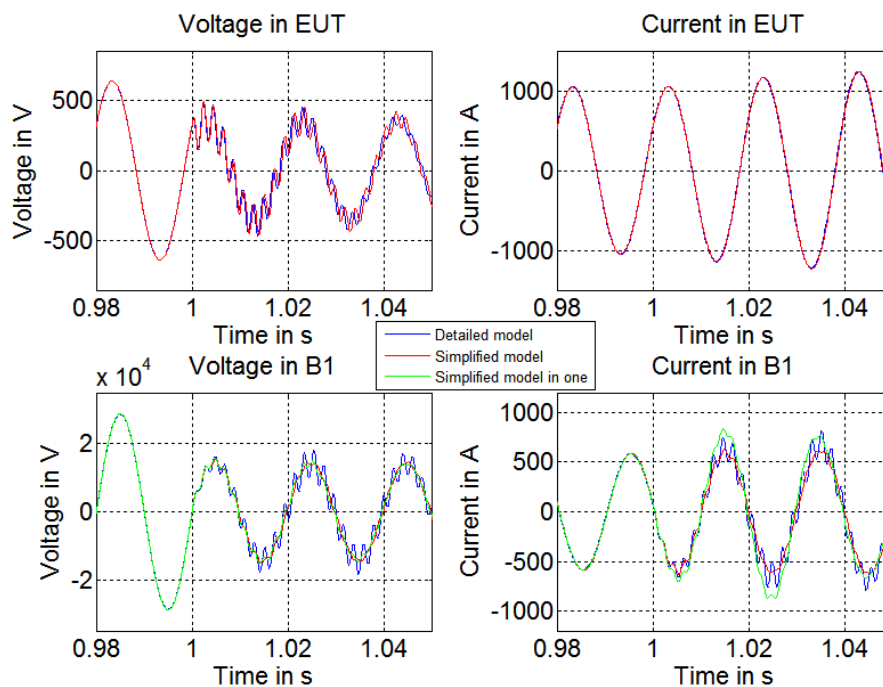 Voltage in EUT
Current in EUT
Voltage in V
500
0
-500
0.98
1
1.02
1.04
Time in s
Current in A
1000
0
-1000
0.98
1
1.02
1.04
Time in s
Detailed model
Simplified model
Simplified model in one
Voltage in B1
x 10^4
Voltage in V
2
0
-2
0.98
1
1.02
1.04
Time in s
Current in B1
Current in A
1000
500
0
-500
-1000
0.98
1
1.02
1.04
Time in s